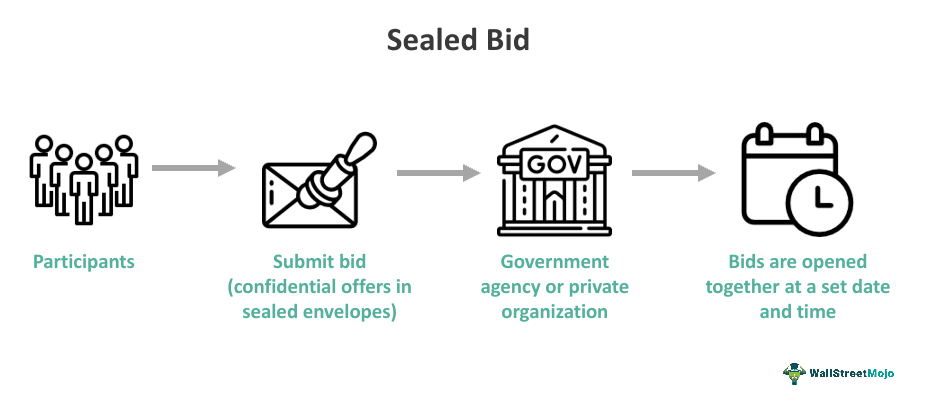 Sealed Bid
GOV
Participants
Submit bid
(confidential offers in
sealed envelopes)
Government
agency or private
organization
Bids are opened
together at a set date
and time
WallStreetMojo